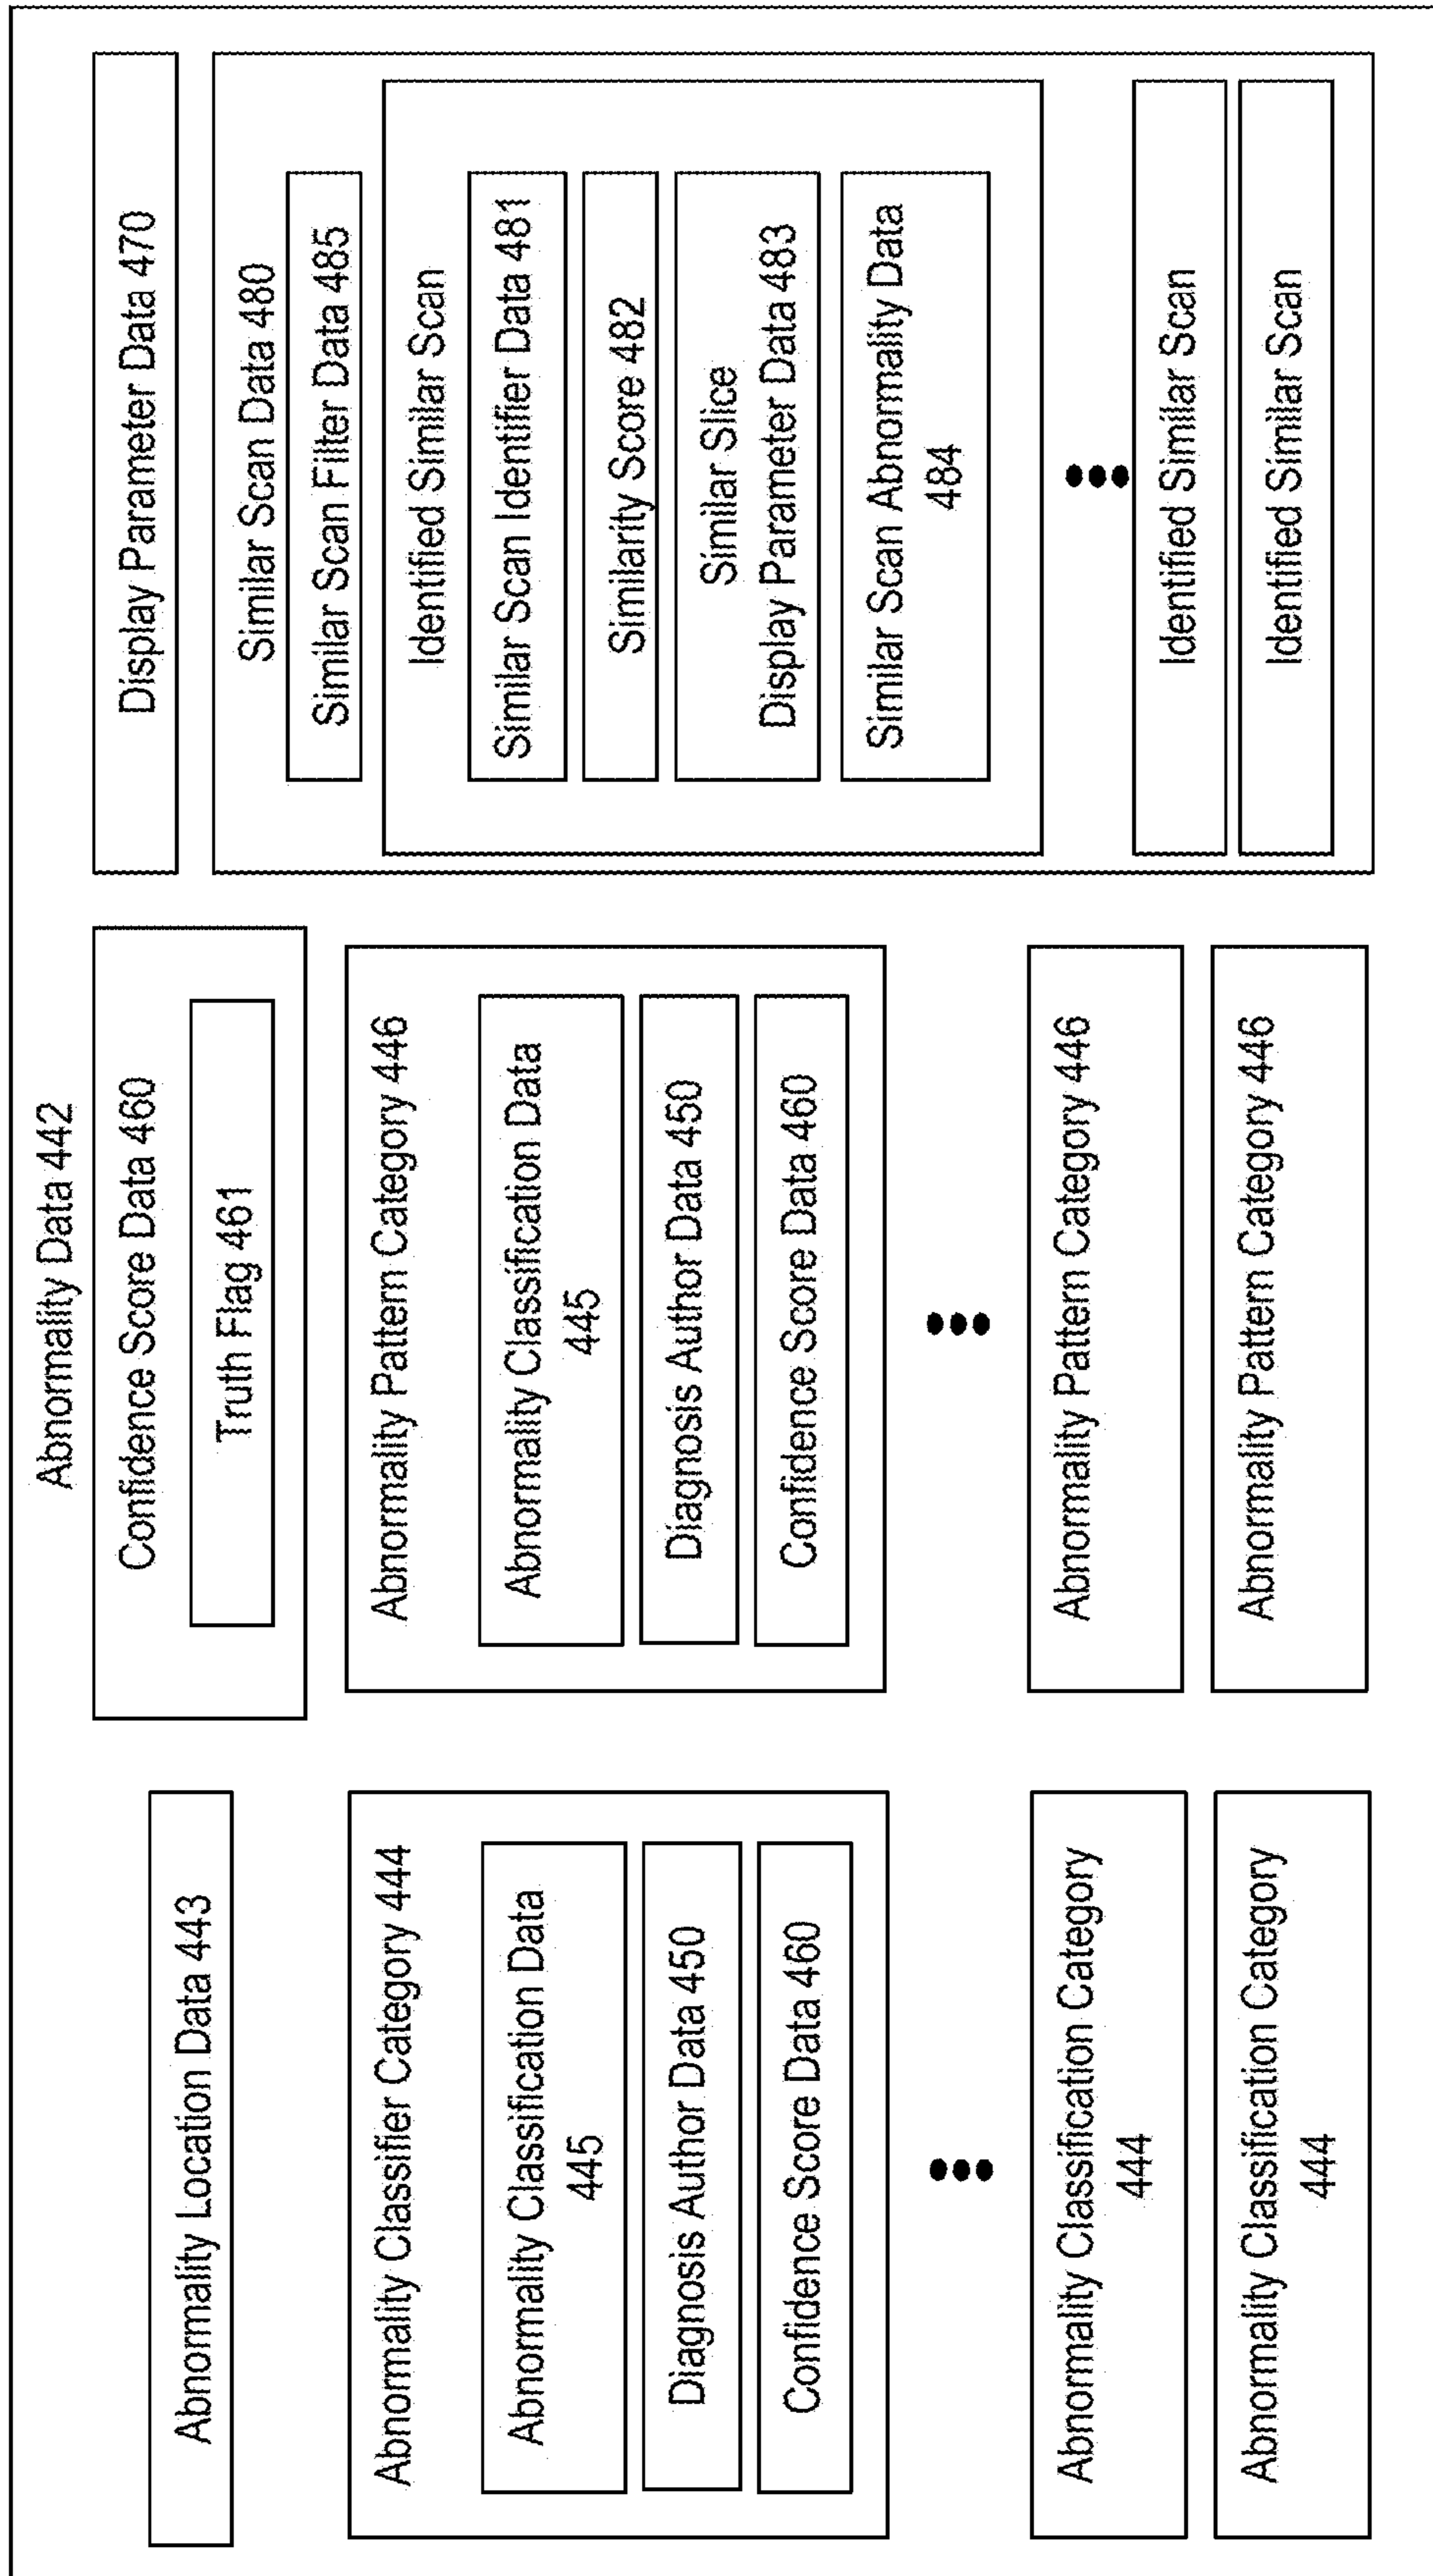 Abnormality Data 442
Abnormality Location Data 443
Abnormality Classifier Category 444
Abnormality Classification Data
445
Diagnosis Author Data 450
Confidence Score Data 460
Abnormality Classification Category
444
Abnormality Classification Category
444
Confidence Score Data 460
Truth Flag 461
Abnormality Pattern Category 446
Abnormality Classification Data
445
Diagnosis Author Data 450
Confidence Score Data 460
Abnormality Pattern Category 446
Abnormality Pattern Category 446
Display Parameter Data 470
Similar Scan Data 480
Similar Scan Filter Data 485
Identified Similar Scan
Similar Scan Identifier Data 481
Similarity Score 482
Similar Slice
Display Parameter Data 483
Similar Scan Abnormality Data
484
Identified Similar Scan
Identified Similar Scan